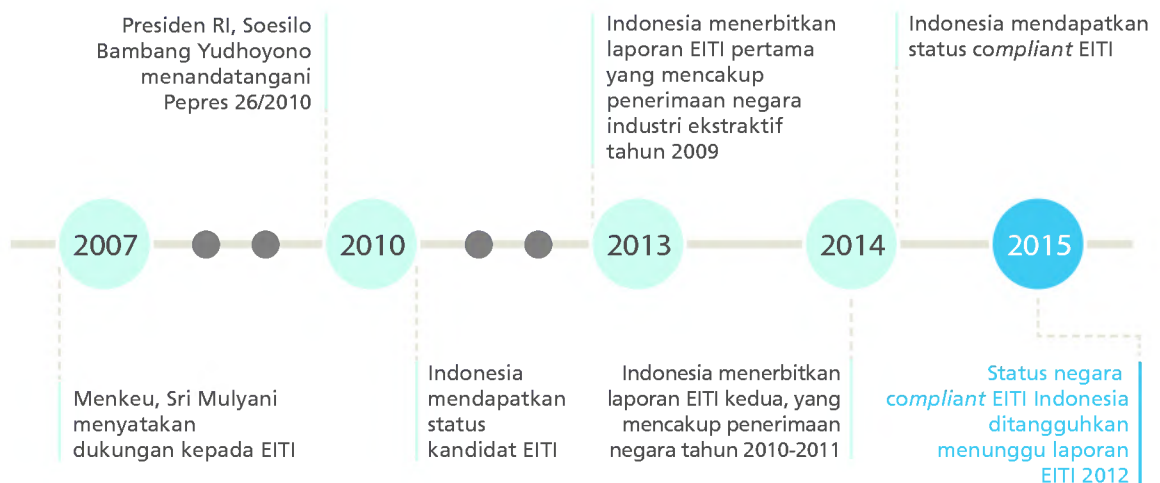 Presiden RI, Soesilo
Bambang Yudhoyono
menandatangani
Pepres 26/2010
Indonesia menerbitkan
laporan EITI pertama
yang mencakup
penerimaan negara
industri ekstraktif
tahun 2009
Indonesia mendapatkan
status compliant EITI
2007
2010
2013
2014
2015
Menkeu, Sri Mulyani
menyatakan
dukungan kepada EITI
Indonesia
mendapatkan
status
kandidat EITI
Indonesia menerbitkan
laporan EITI kedua, yang
mencakup penerimaan
negara tahun 2010-2011
Status negara
compliant EITI Indonesia
ditangguhkan
menunggu laporan
EITI 2012